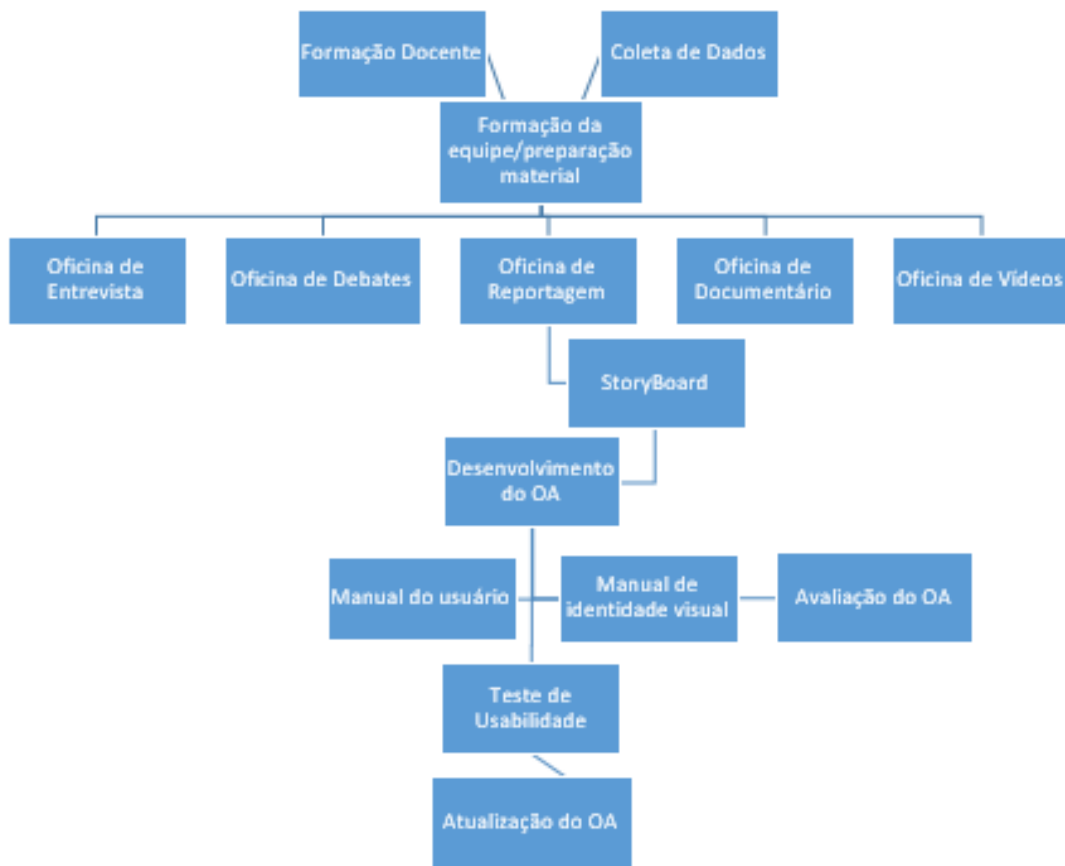 Formação Docente
Coleta de Dados
Formação da
equipe/preparação
material
Oficina de
Entrevista
Oficina de Debates
Oficina de
Reportagem
Oficina de
Documentário
Oficina de Vídeos
StoryBoard
Desenvolvimento
do OA
Manual do usuário
Manual de
identidade visual
Avaliação do OA
Teste de
Usabilidade
Atualização do OA